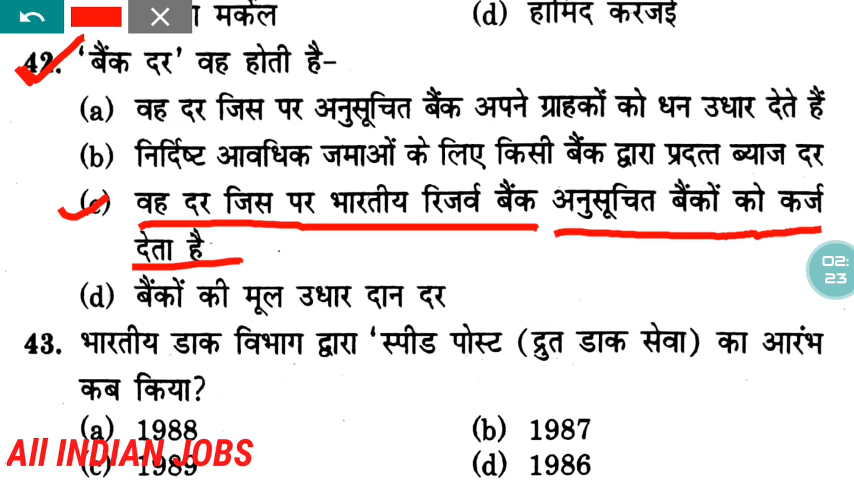 मर्केल (d) हामिद करजई
42. ‘बैंक दर’ वह होती है–
(a) वह दर जिस पर अनुसूचित बैंक अपने ग्राहकों को धन उधार देते हैं
(b) निर्दिष्ट आवधिक जमाओं के लिए किसी बैंक द्वारा प्रदत्त ब्याज दर
(c) वह दर जिस पर भारतीय रिजर्व बैंक अनुसूचित बैंकों को कर्ज
देता है
02:
23
(d) बैंकों की मूल उधार दान दर
43. भारतीय डाक विभाग द्वारा ‘स्पीड पोस्ट (द्रुत डाक सेवा) का आरंभ
कब किया?
(a) 1988 (b) 1987
All INDIAN JOBS
(c) 1989 (d) 1986